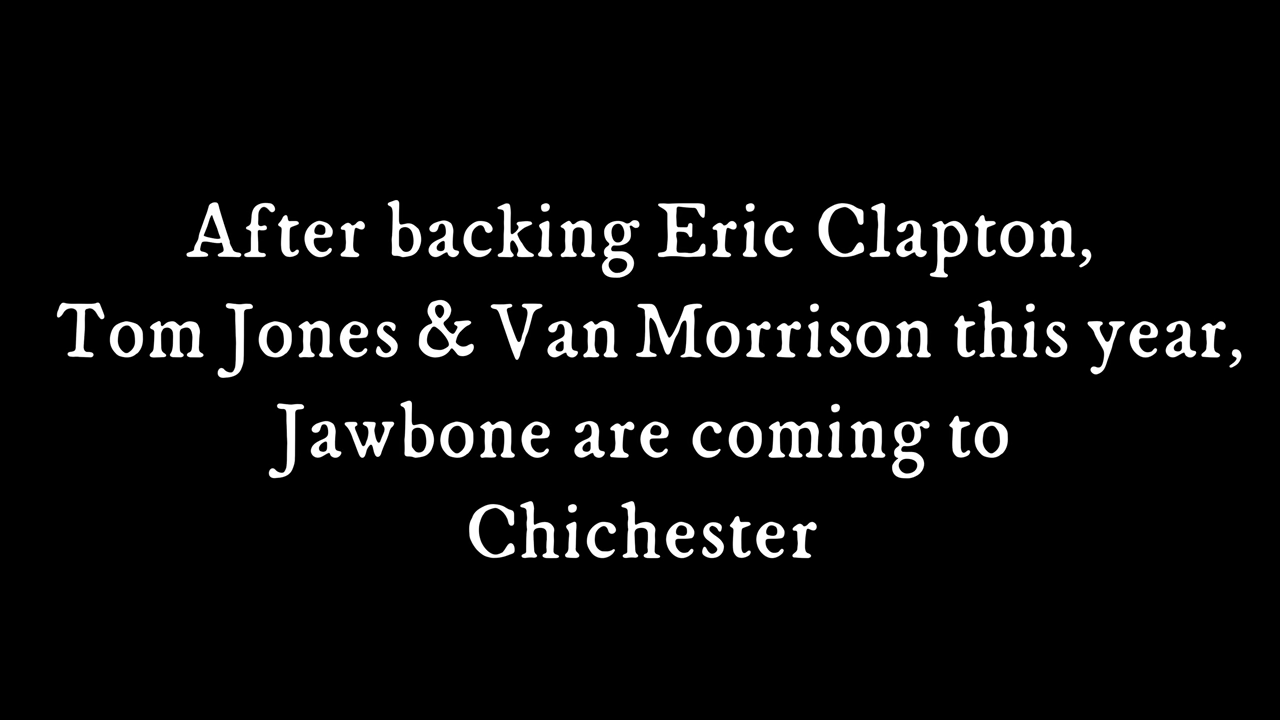 After backing Eric Clapton,
Tom Jones & Van Morrison this year,
Jawbone are coming to
Chichester